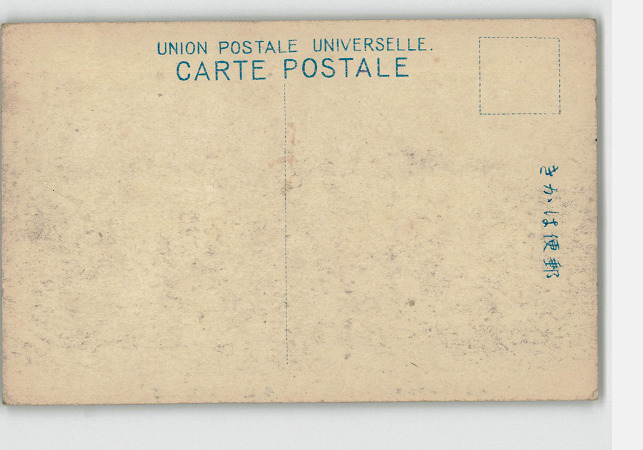 UNION POSTALE UNIVERSELLE.
CARTE POSTALE
きかは便郵